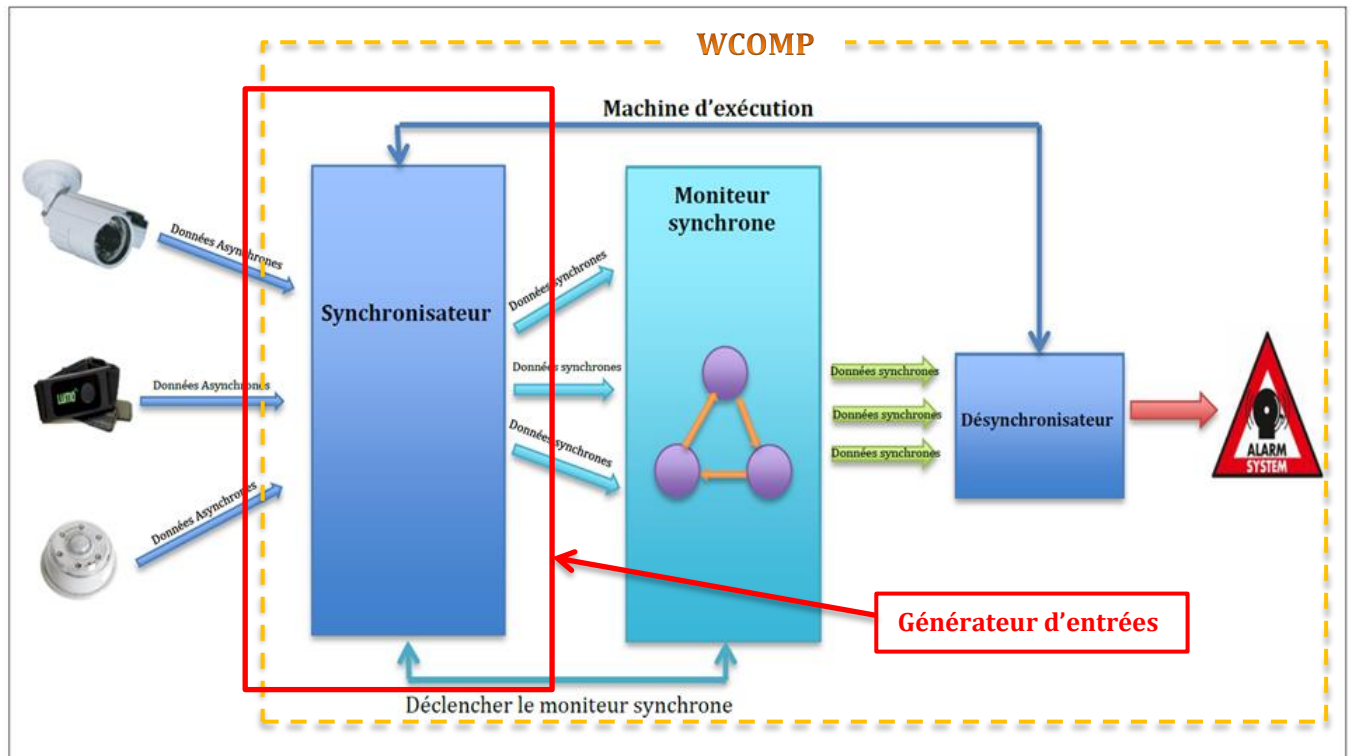 WCOMP
Machine d'exécution
Données Asynchrones
Données Asynchrones
Données Asynchrones
Synchronisateur
Données synchrones
Données synchrones
Données synchrones
Moniteur
synchrone
Données synchrones
Données synchrones
Données synchrones
Désynchronisateur
ALARM
SYSTEM
Générateur d'entrées
Déclencher le moniteur synchrone